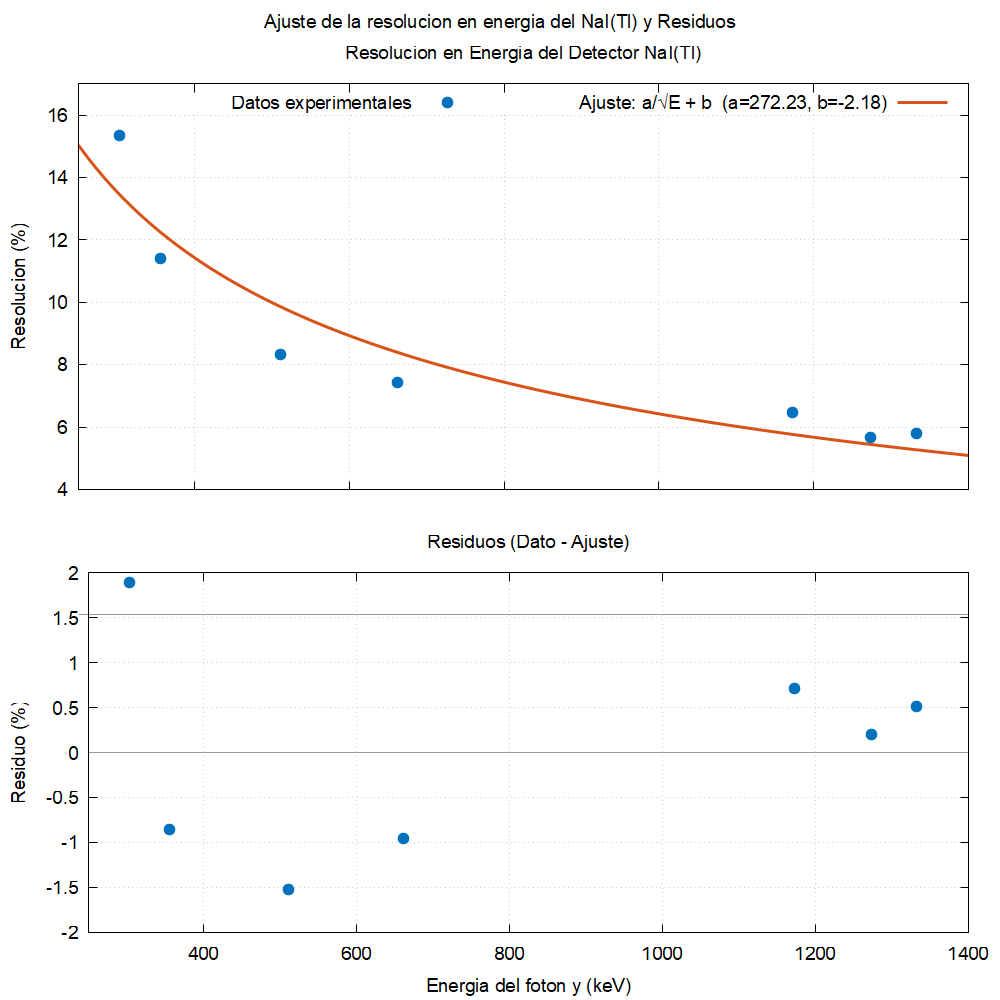 Ajuste de la resolucion en energia del NaI(Tl) y Residuos
Resolucion en Energia del Detector NaI(Tl)
Datos experimentales
Ajuste: a/√E + b (a=272.23, b=-2.18)
16
14
12
10
8
6
4
Resolucion (%)
Residuos (Dato - Ajuste)
2
1.5
1
0.5
0
-0.5
-1
-1.5
-2
Residuo (%)
400 600 800 1000 1200 1400
Energia del foton y (keV)